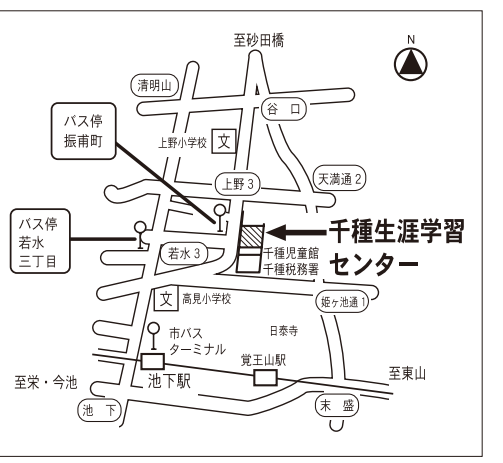 至砂田橋
N
清明山
谷口
バス停
振甫町
上野小学校
文
天満通2
上野3
バス停
若水
三丁目
千種生涯学習
センター
若水3
千種児童館
千種税務署
文
高見小学校
姫ヶ池通1
市バス
ターミナル
日泰寺
覚王山駅
至栄・今池
池下駅
至東山
池下
末盛